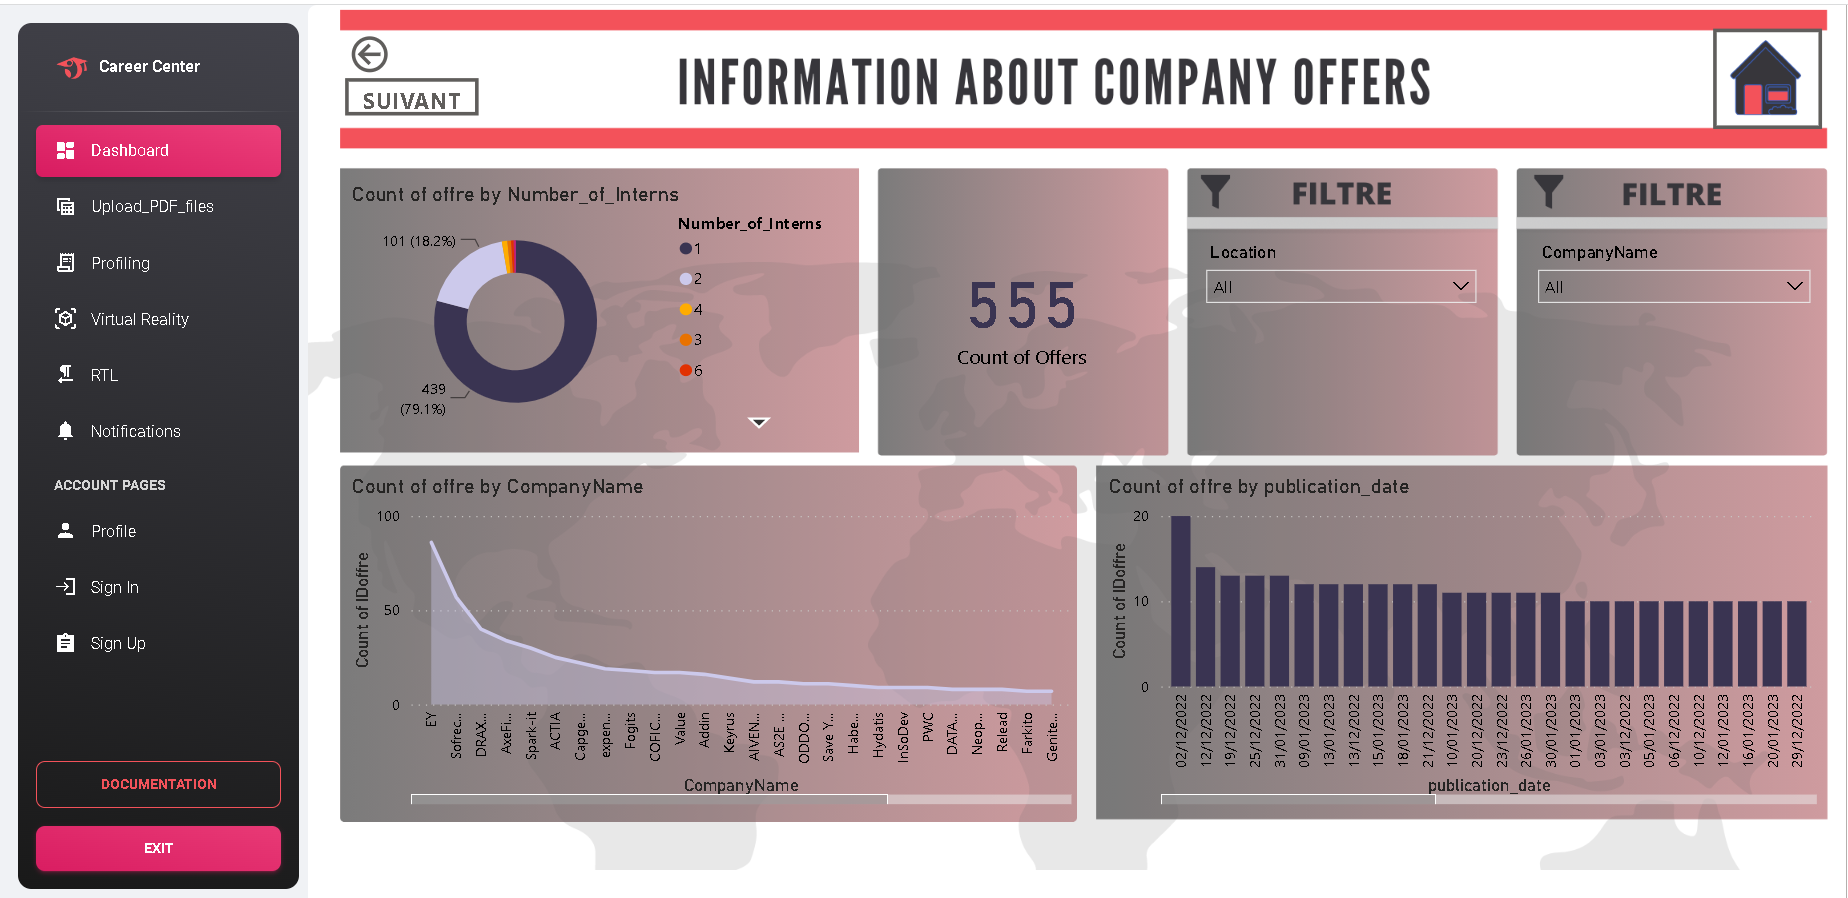 Career Center
Dashboard
Upload_PDF_files
Profiling
Virtual Reality
RTL
Notifications
ACCOUNT PAGES
Profile
Sign In
Sign Up
DOCUMENTATION
EXIT
SUIVANT
INFORMATION ABOUT COMPANY OFFERS
Count of offre by Number_of_Interns
101 (18.2%)
439
(79.1%)
Number_of_Interns
1
2
4
3
6
555
Count of Offers
FILTRE
Location
All
FILTRE
CompanyName
All
Count of offre by CompanyName
Count of IDoffre
100
50
0
EY
Sofrec...
DRAX...
AxeFi...
Spark-it
ACTIA
Capge...
expen...
Fogits
COFIC...
Value
Addin
Keyrus
AIVEN...
AS2E ...
ODDO...
Save Y...
Habe...
Hydatis
InSoDev
PWC
DATA...
Neop...
Relead
Farkito
Genite...
CompanyName
Count of offre by publication_date
Count of IDoffre
20
10
0
02/12/2022
12/12/2022
19/12/2022
25/12/2022
31/01/2023
09/01/2023
13/01/2023
13/12/2022
15/01/2023
18/01/2023
21/12/2022
10/01/2023
20/12/2022
23/12/2022
26/01/2023
30/01/2023
01/01/2023
03/01/2023
03/12/2022
05/01/2023
06/12/2022
10/12/2022
12/01/2023
16/01/2023
20/01/2023
29/12/2022
publication_date